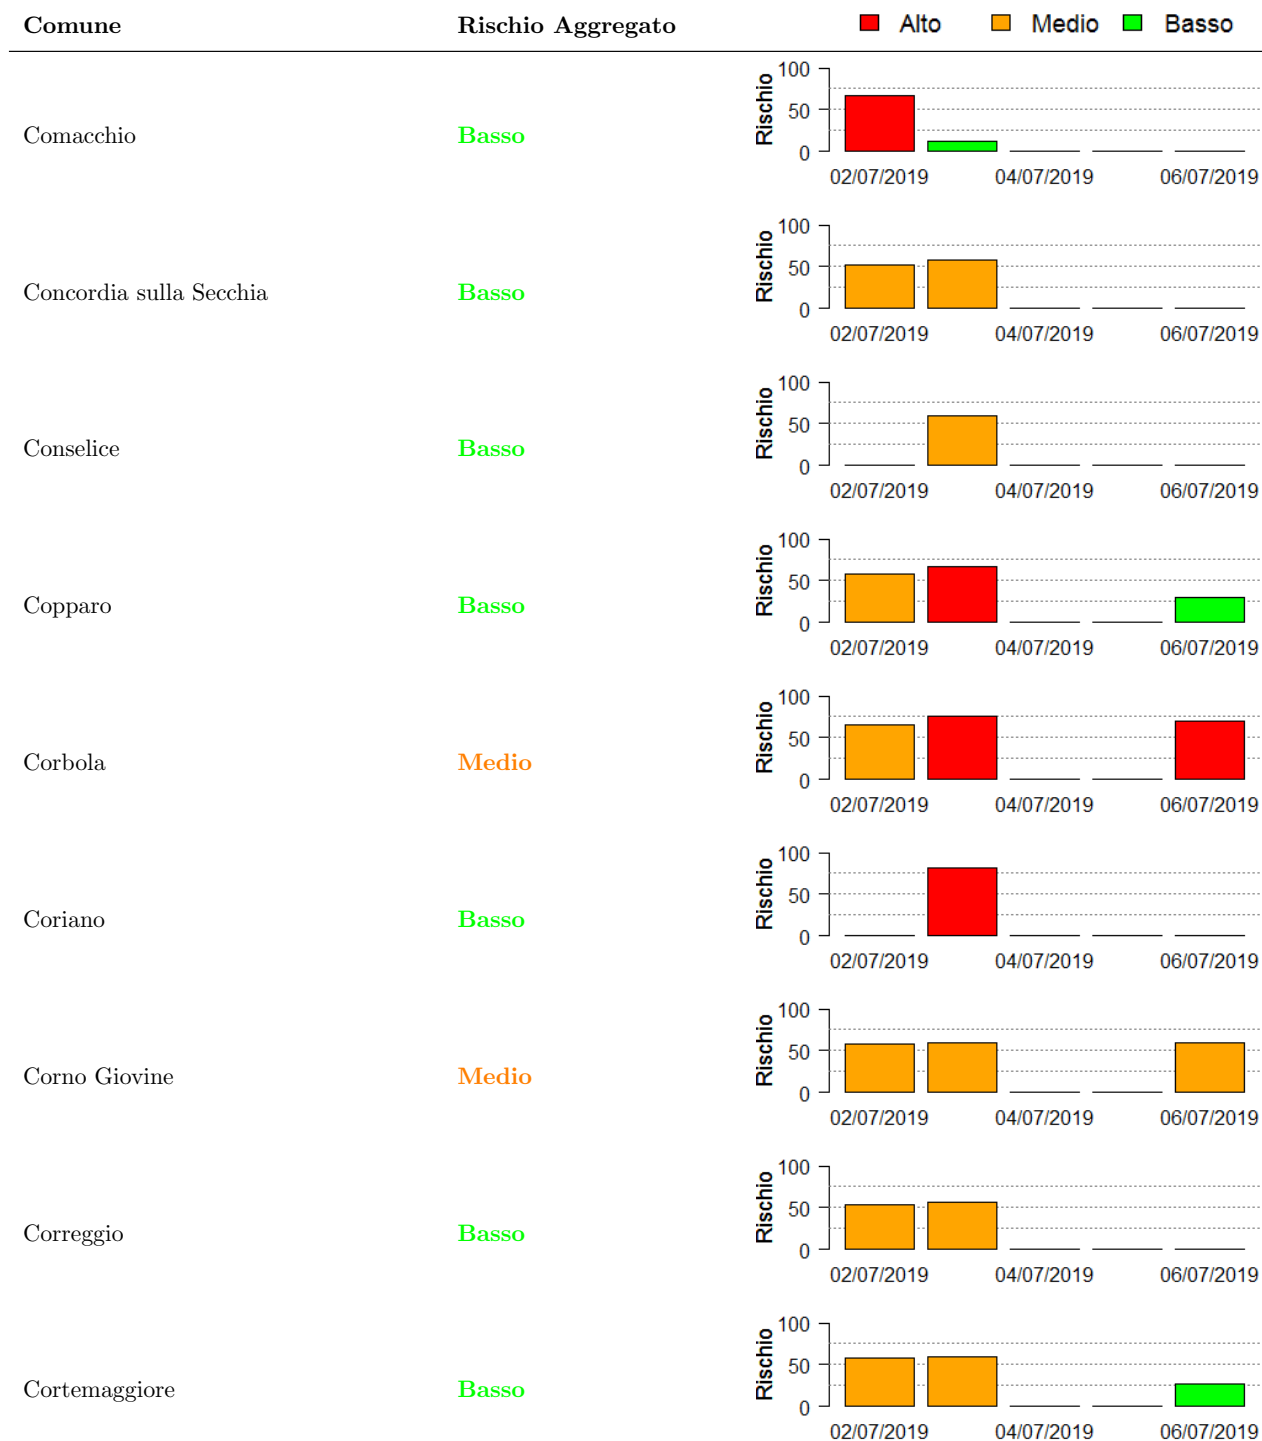 Comune Rischio Aggregato Alto Medio Basso
100
50
0
Rischio
Comacchio Basso
02/07/2019 04/07/2019 06/07/2019
100
50
0
Rischio
Concordia sulla Secchia Basso
02/07/2019 04/07/2019 06/07/2019
100
50
0
Rischio
Conselice Basso
02/07/2019 04/07/2019 06/07/2019
100
50
0
Rischio
Copparo Basso
02/07/2019 04/07/2019 06/07/2019
100
50
0
Rischio
Corbola Medio
02/07/2019 04/07/2019 06/07/2019
100
50
0
Rischio
Coriano Basso
02/07/2019 04/07/2019 06/07/2019
100
50
0
Rischio
Corno Giovine Medio
02/07/2019 04/07/2019 06/07/2019
100
50
0
Rischio
Correggio Basso
02/07/2019 04/07/2019 06/07/2019
100
50
0
Rischio
Cortemaggiore Basso
02/07/2019 04/07/2019 06/07/2019